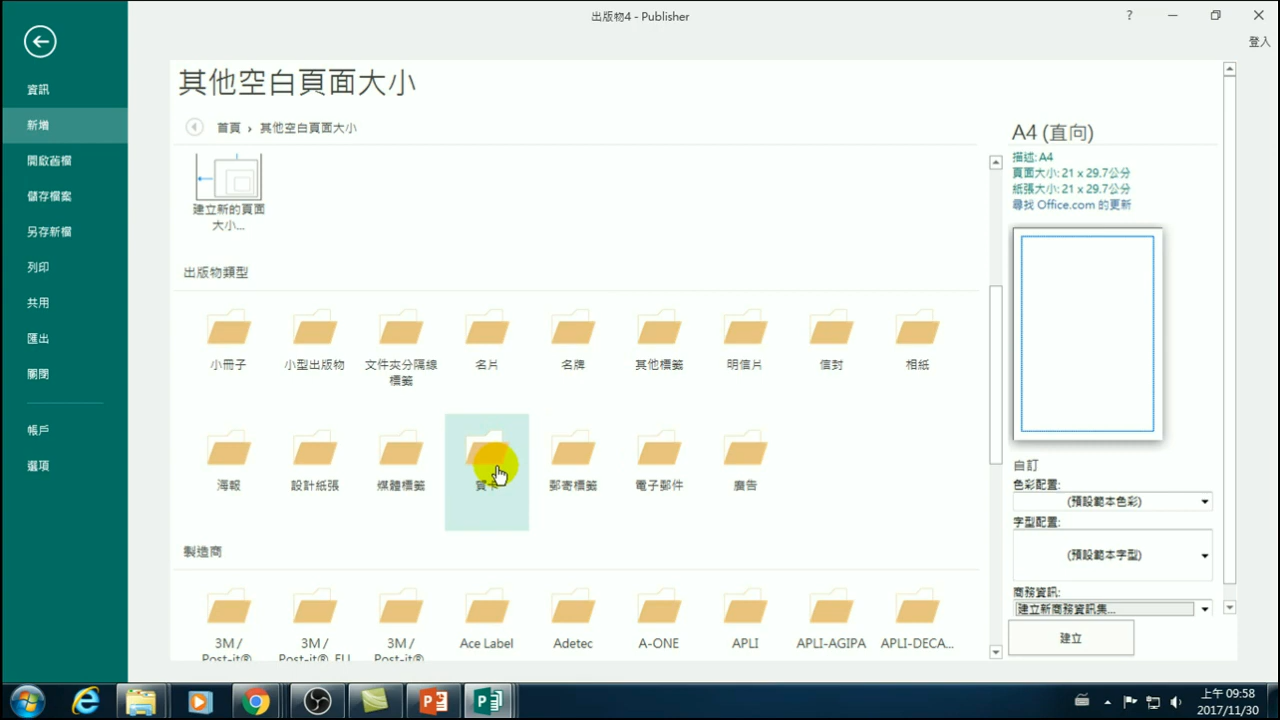 出版物4 - Publisher
?
登入
資訊
新增
開啟舊檔
儲存檔案
另存新檔
列印
共用
匯出
關閉
帳戶
選項
其他空白頁面大小
首頁 › 其他空白頁面大小
建立新的頁面
大小...
出版物類型
小冊子
小型出版物
文件夾分隔線
標籤
名片
名牌
其他標籤
明信片
信封
相紙
海報
設計紙張
媒體標籤
賀卡
郵寄標籤
電子郵件
廣告
製造商
3M /
Post-it®
3M /
Post-it® EU
3M /
Post-it®
Ace Label
Adetec
A-ONE
APLI
APLI-AGIPA
APLI-DECA...
A4 (直向)
描述: A4
頁面大小: 21 x 29.7公分
紙張大小: 21 x 29.7公分
尋找 Office.com 的更新
自訂
色彩配置:
(預設範本色彩)
字型配置:
(預設範本字型)
商務資訊:
建立新商務資訊集...
建立
上午 09:58
2017/11/30